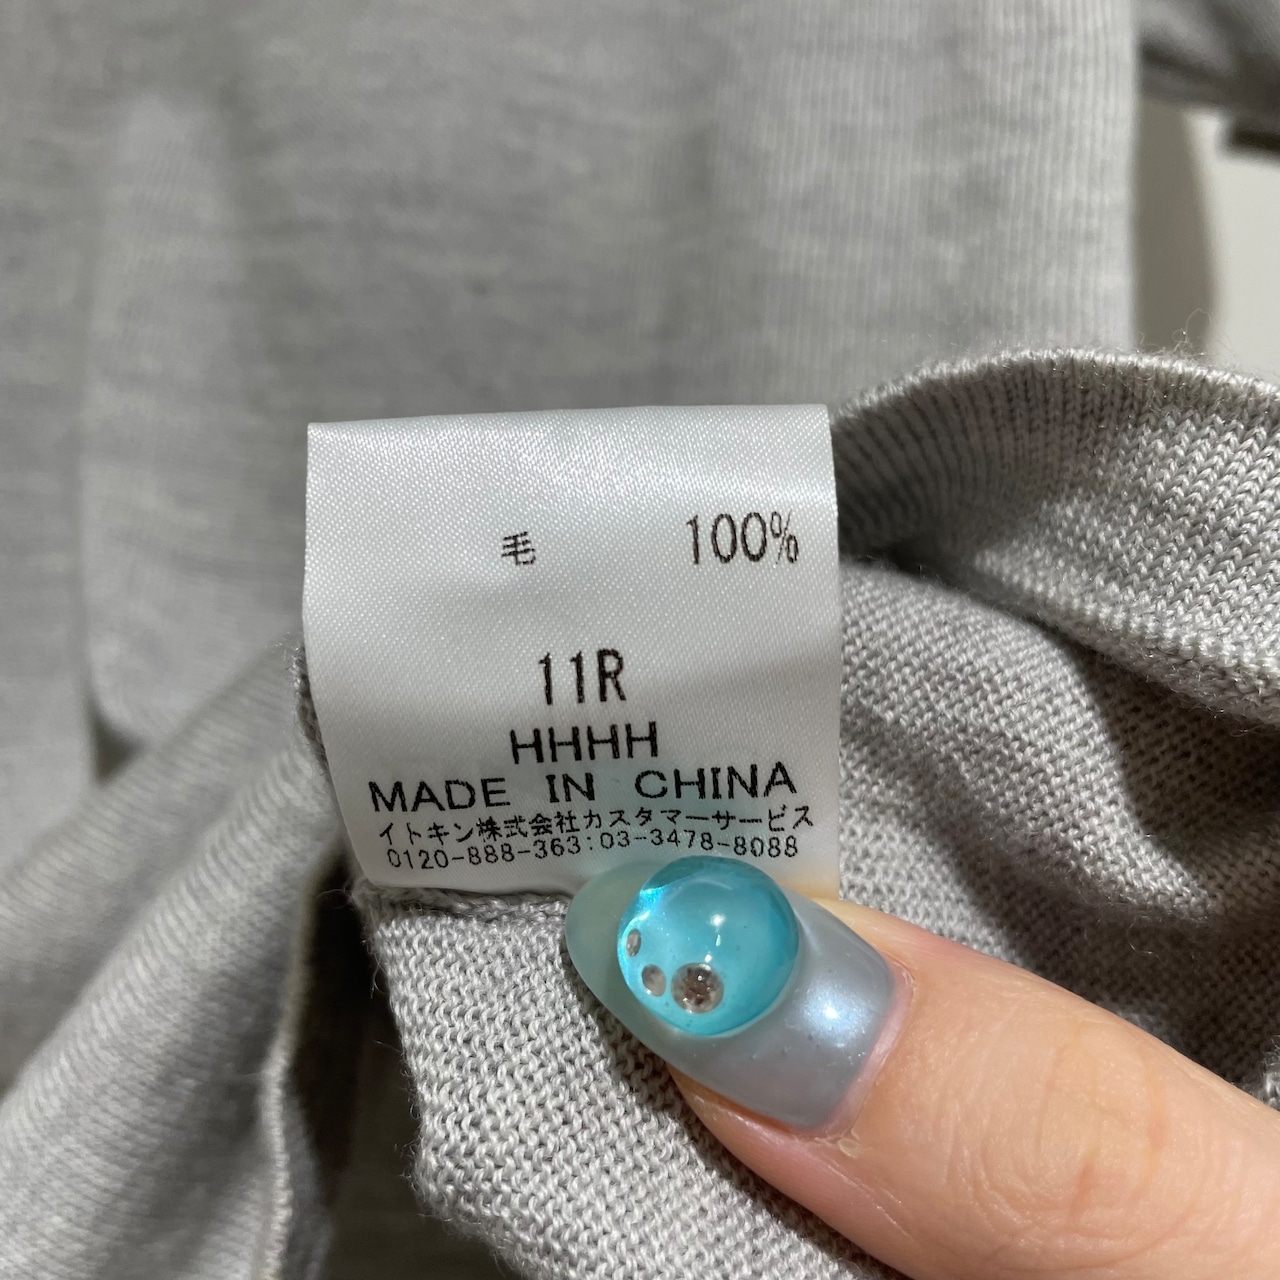 毛 100%
11R
HHHH
MADE IN CHINA
イトキン株式会社カスタマーサービス
0120-888-363:03-3478-8088